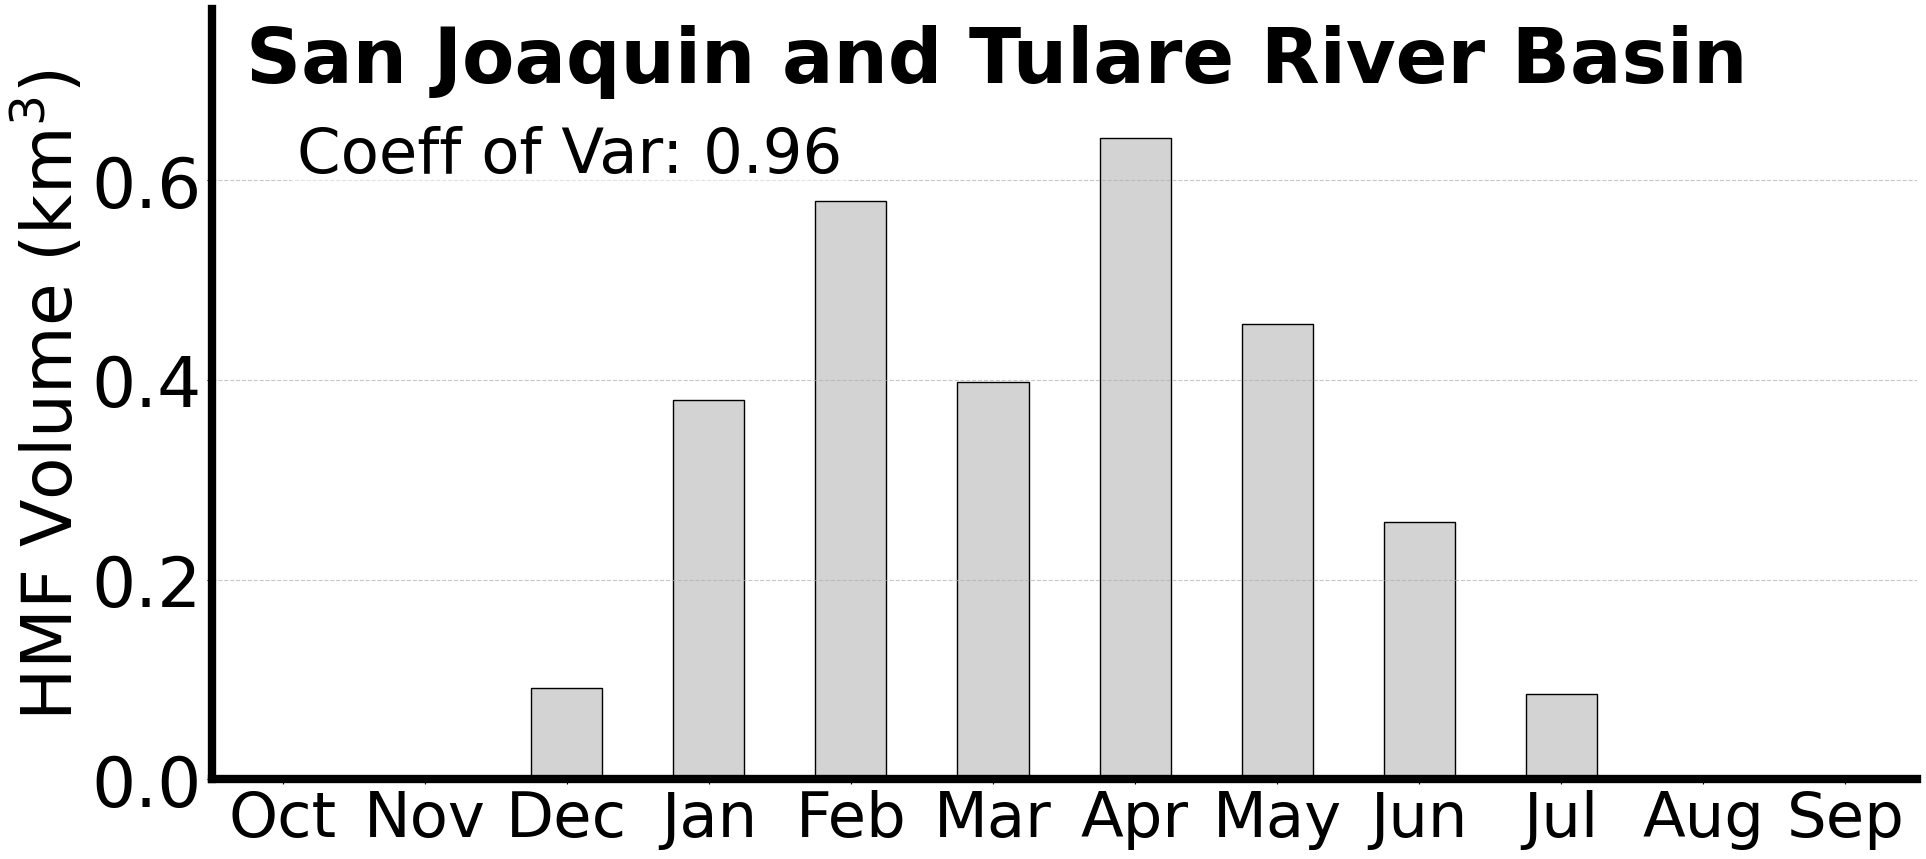 San Joaquin and Tulare River Basin
Coeff of Var: 0.96
HMF Volume (km³)
0.6
0.4
0.2
0.0
Oct Nov Dec Jan Feb Mar Apr May Jun Jul Aug Sep